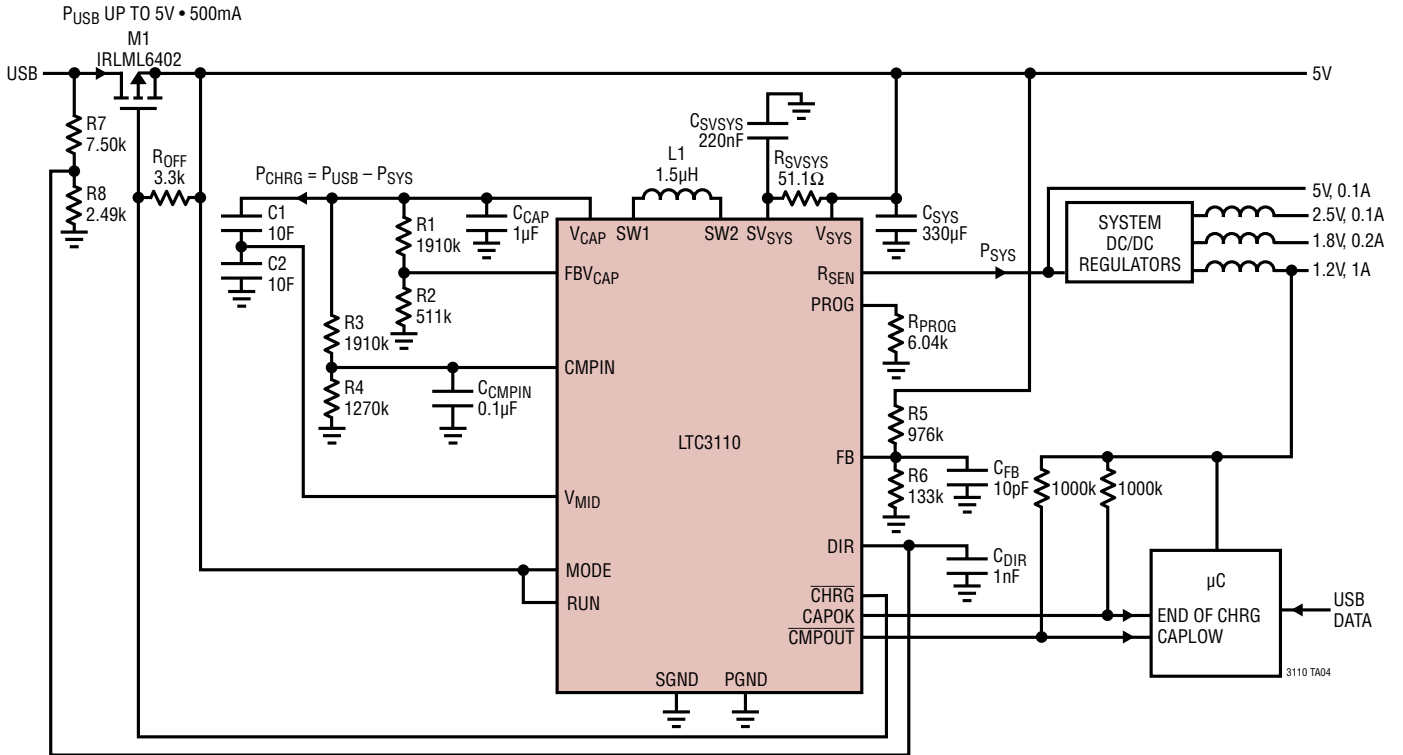 PUSB UP TO 5V • 500mA
M1
IRLML6402
USB
5V
R7
7.50k
R8
2.49k
ROFF
3.3k
PCHRG = PUSB – PSYS
C1
10F
C2
10F
R1
1910k
R2
511k
R3
1910k
R4
1270k
CCAP
1µF
CCMPIN
0.1µF
L1
1.5µH
CSVSYS
220nF
RSVSYS
51.1Ω
CSYS
330µF
VCAP
SW1
SW2
SVSYS
VSYS
FBVCAP
CMPIN
VMID
MODE
RUN
LTC3110
SGND
PGND
RSEN
PROG
FB
DIR
CHRG
CAPOK
CMPOUT
PSYS
RPROG
6.04k
R5
976k
R6
133k
CFB
10pF
CDIR
1nF
1000k
1000k
SYSTEM
DC/DC
REGULATORS
5V, 0.1A
2.5V, 0.1A
1.8V, 0.2A
1.2V, 1A
µC
END OF CHRG
CAPLOW
USB
DATA
3110 TA04